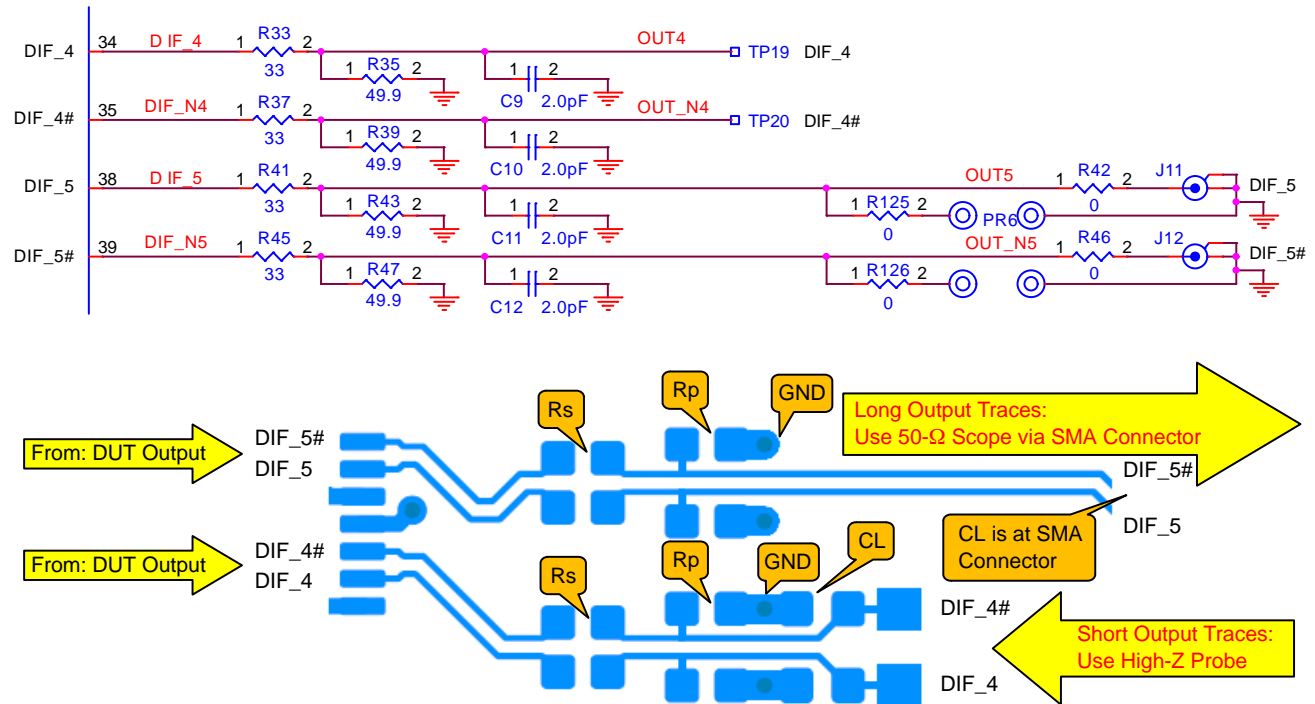 DIF_4 34 D IF_4 1 R33 2 OUT4 TP19 DIF_4
33
1 R35 2 1 2
49.9 C9 2.0pF
DIF_4# 35 DIF_N4 1 R37 2 OUT_N4 TP20 DIF_4#
33
1 R39 2 1 2
49.9 C10 2.0pF
DIF_5 38 D IF_5 1 R41 2 OUT5 1 R42 2 J11 DIF_5
33 0
1 R43 2 1 2 1 R125 2 PR6
49.9 C11 2.0pF 0
DIF_5# 39 DIF_N5 1 R45 2 OUT_N5 1 R46 2 J12 DIF_5#
33 0
1 R47 2 1 2 1 R126 2
49.9 C12 2.0pF 0
From: DUT Output
DIF_5#
DIF_5
Rs
Rp
GND
Long Output Traces:
Use 50-Ω Scope via SMA Connector
DIF_5#
DIF_5
CL is at SMA
Connector
From: DUT Output
DIF_4#
DIF_4
Rs
Rp
GND
CL
DIF_4#
DIF_4
Short Output Traces:
Use High-Z Probe